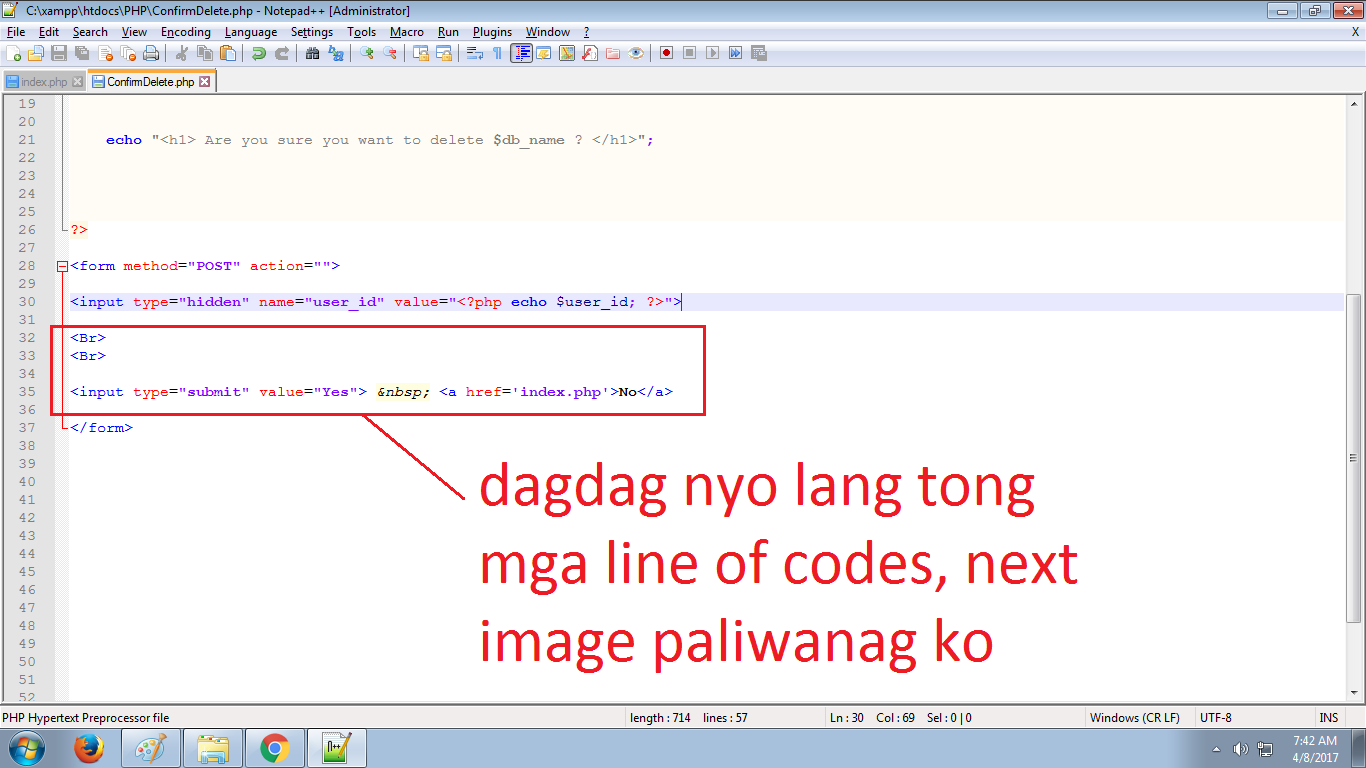 C:\xampp\htdocs\PHP\ConfirmDelete.php - Notepad++ [Administrator]
File Edit Search View Encoding Language Settings Tools Macro Run Plugins Window ? X
index.php ConfirmDelete.php
19
20
21 echo "<h1> Are you sure you want to delete $db_name ? </h1>";
22
23
24
25
26 ?>
27
28 <form method="POST" action="">
29
30 <input type="hidden" name="user_id" value="<?php echo $user_id; ?>">
31
32 <Br>
33 <Br>
34
35 <input type="submit" value="Yes"> &nbsp; <a href='index.php'>No</a>
36
37 </form>
38
39
40
41
42
43
44
45
46
47
48
49
50
51
52
dagdag nyo lang tong
mga line of codes, next
image paliwanag ko
PHP Hypertext Preprocessor file length : 714 lines : 57 Ln : 30 Col : 69 Sel : 0 | 0 Windows (CR LF) UTF-8 INS
7:42 AM
4/8/2017